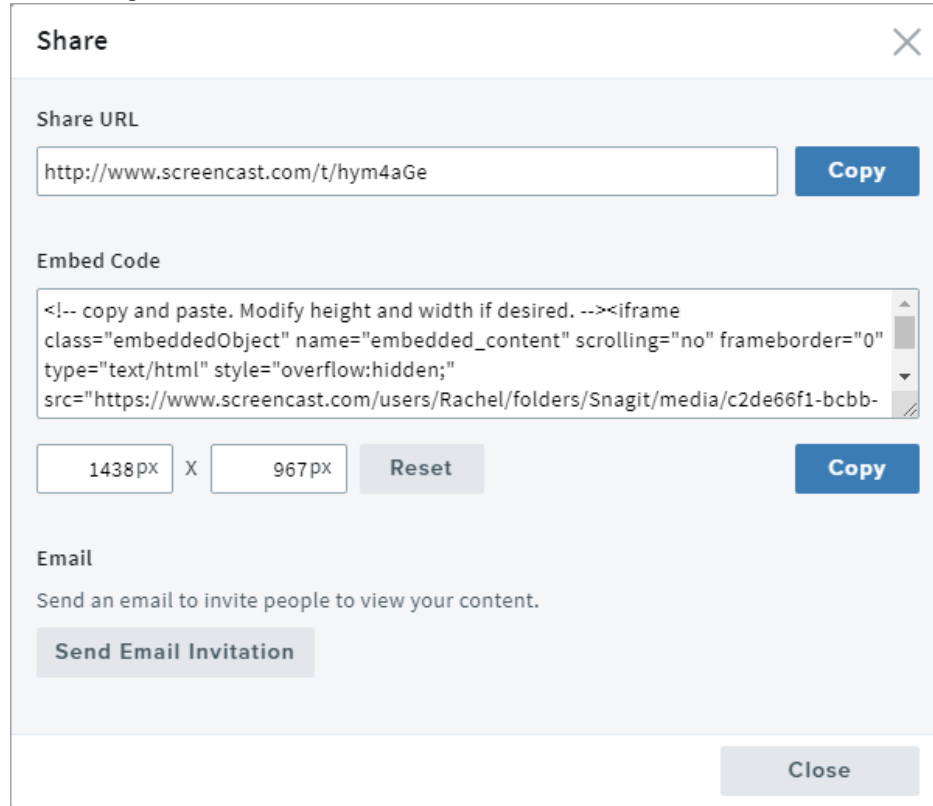 Share
Share URL
http://www.screencast.com/t/hym4aGe
Copy
Embed Code
<!-- copy and paste. Modify height and width if desired. --><iframe
class="embeddedObject" name="embedded_content" scrolling="no" frameborder="0"
type="text/html" style="overflow:hidden;"
src="https://www.screencast.com/users/Rachel/folders/Snagit/media/c2de66f1-bcbb-
1438px X 967px Reset Copy
Email
Send an email to invite people to view your content.
Send Email Invitation
Close